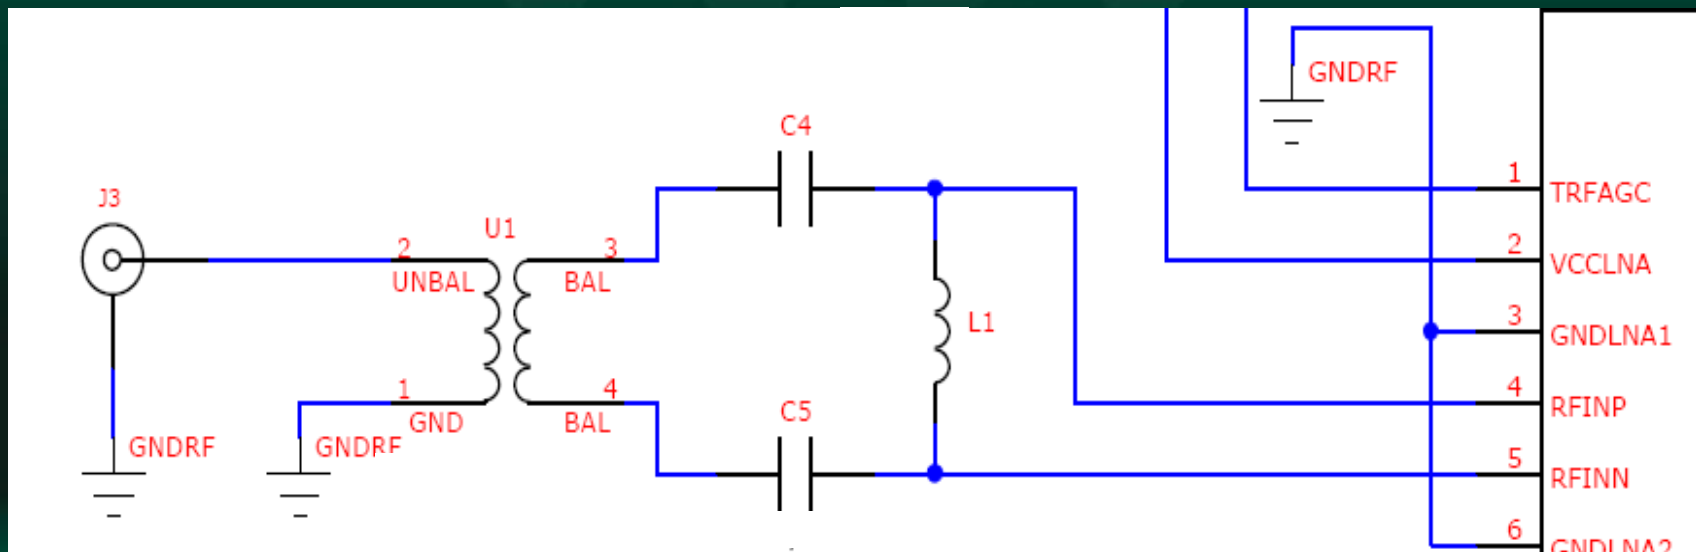 GNDRF
C4
1
TRFAGC
J3
U1
2
UNBAL
3
BAL
2
VCCLNA
L1
3
GNDLNA1
1
GND
4
BAL
C5
4
RFINP
GNDRF
GNDRF
5
RFINN
6
GNDLNA2